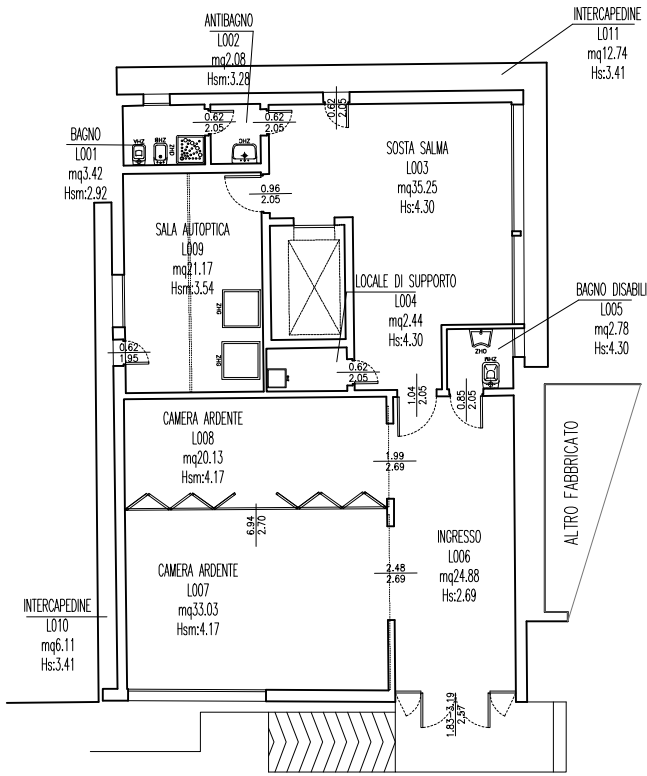 ANTIBAGNO
L002
mq2.08
Hsm:3.28
INTERCAPEDINE
L011
mq12.74
Hs:3.41
0.62
2.05
0.62
2.05
0.62
2.05
BAGNO
L001
mq3.42
Hsm:2.92
ZHD
SOSTA SALMA
L003
mq35.25
Hs:4.30
0.96
2.05
SALA AUTOPTICA
L009
mq21.17
Hsm:3.54
LOCALE DI SUPPORTO
L004
mq2.44
Hs:4.30
BAGNO DISABILI
L005
mq2.78
Hs:4.30
0.62
1.95
0.62
2.05
1.04
2.05
0.85
2.05
CAMERA ARDENTE
L008
mq20.13
Hsm:4.17
1.99
2.69
ALTRO FABBRICATO
6.94
2.70
INGRESSO
L006
mq24.88
Hs:2.69
CAMERA ARDENTE
L007
mq33.03
Hsm:4.17
2.48
2.69
INTERCAPEDINE
L010
mq6.11
Hs:3.41
1.83-3.19
2.57